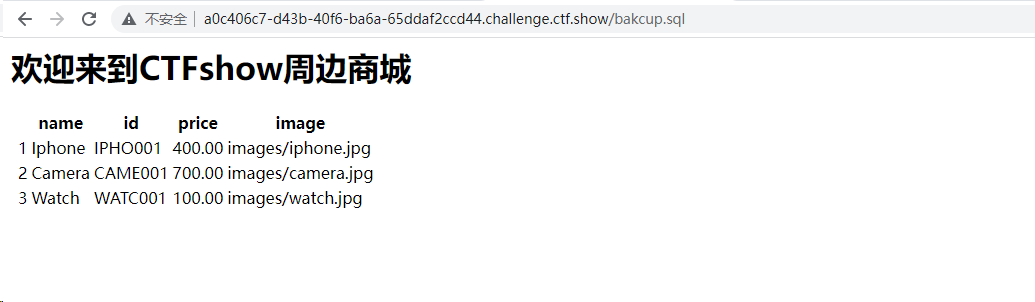 不安全 a0c406c7-d43b-40f6-ba6a-65ddaf2ccd44.challenge.ctf.show/bakcup.sql
欢迎来到CTFshow周边商城
name id price image
1 Iphone IPHO001 400.00 images/iphone.jpg
2 Camera CAME001 700.00 images/camera.jpg
3 Watch WATC001 100.00 images/watch.jpg